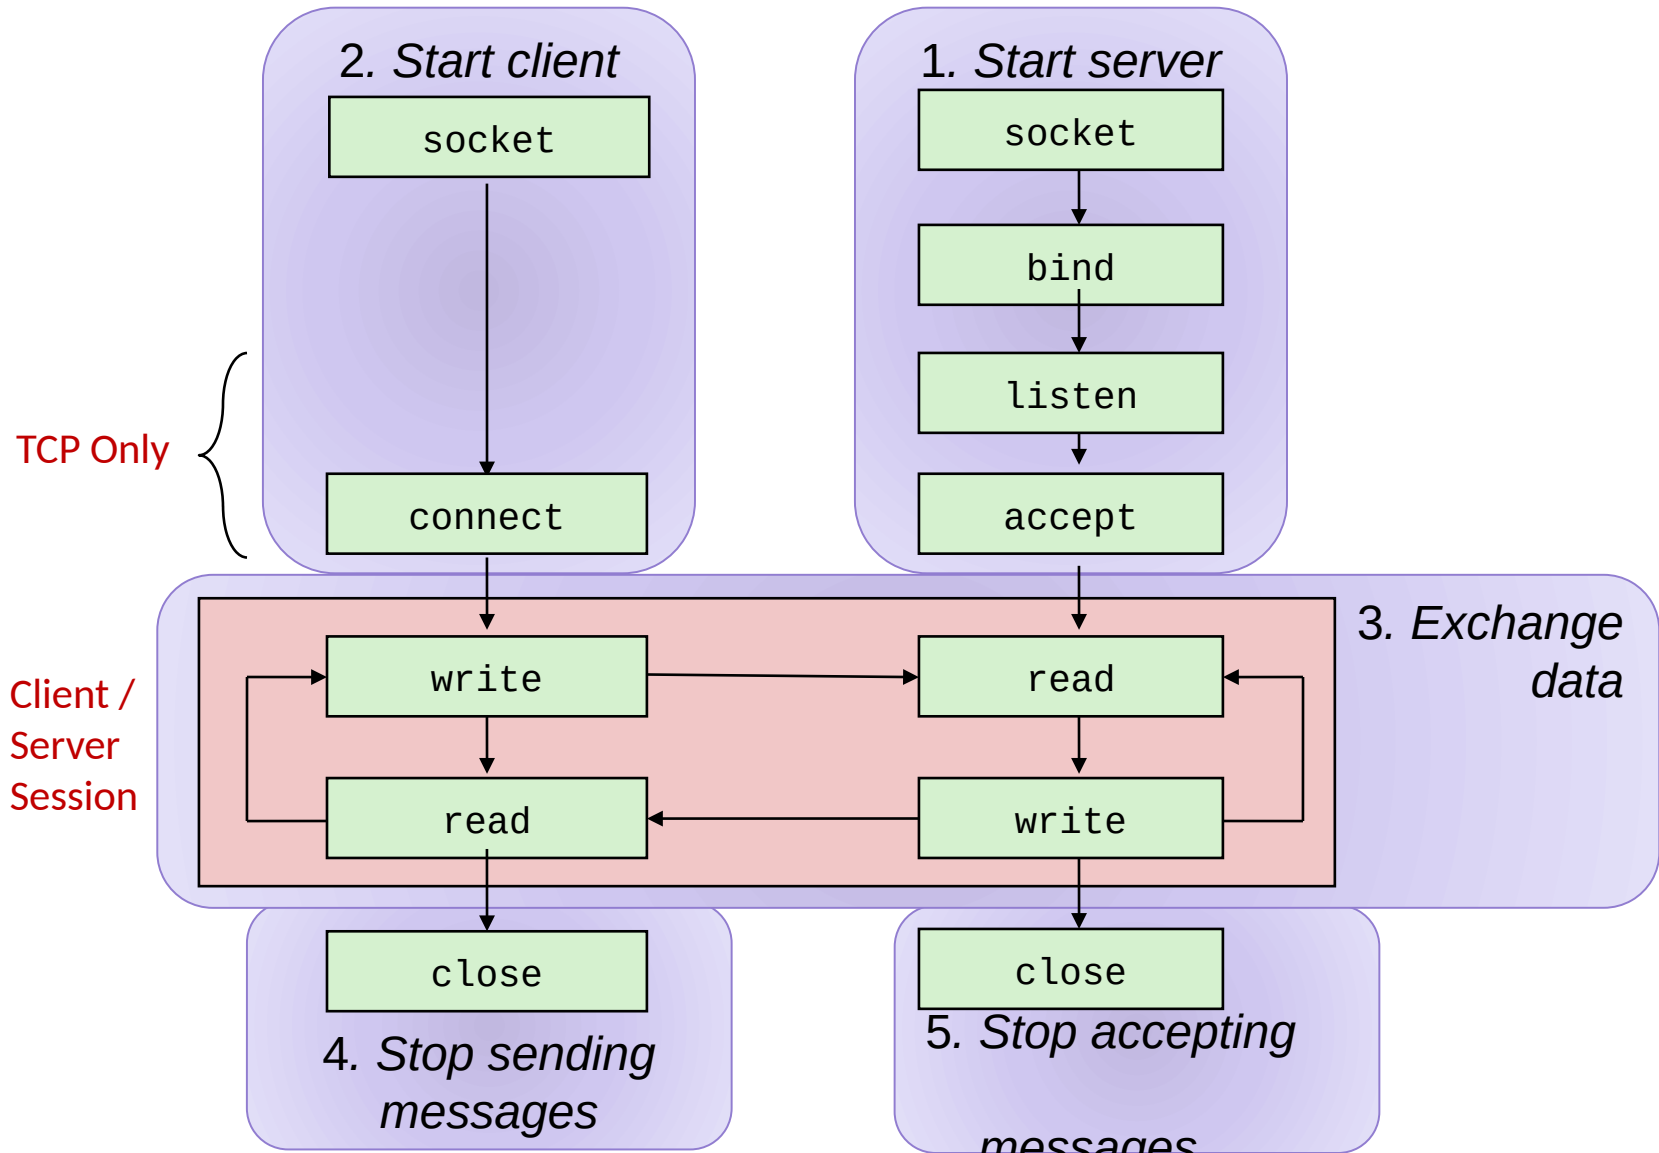 2. Start client
socket
connect
1. Start server
socket
bind
listen
accept
TCP Only
3. Exchange
data
Client /
Server
Session
write
read
read
write
close
4. Stop sending
messages
close
5. Stop accepting
messages